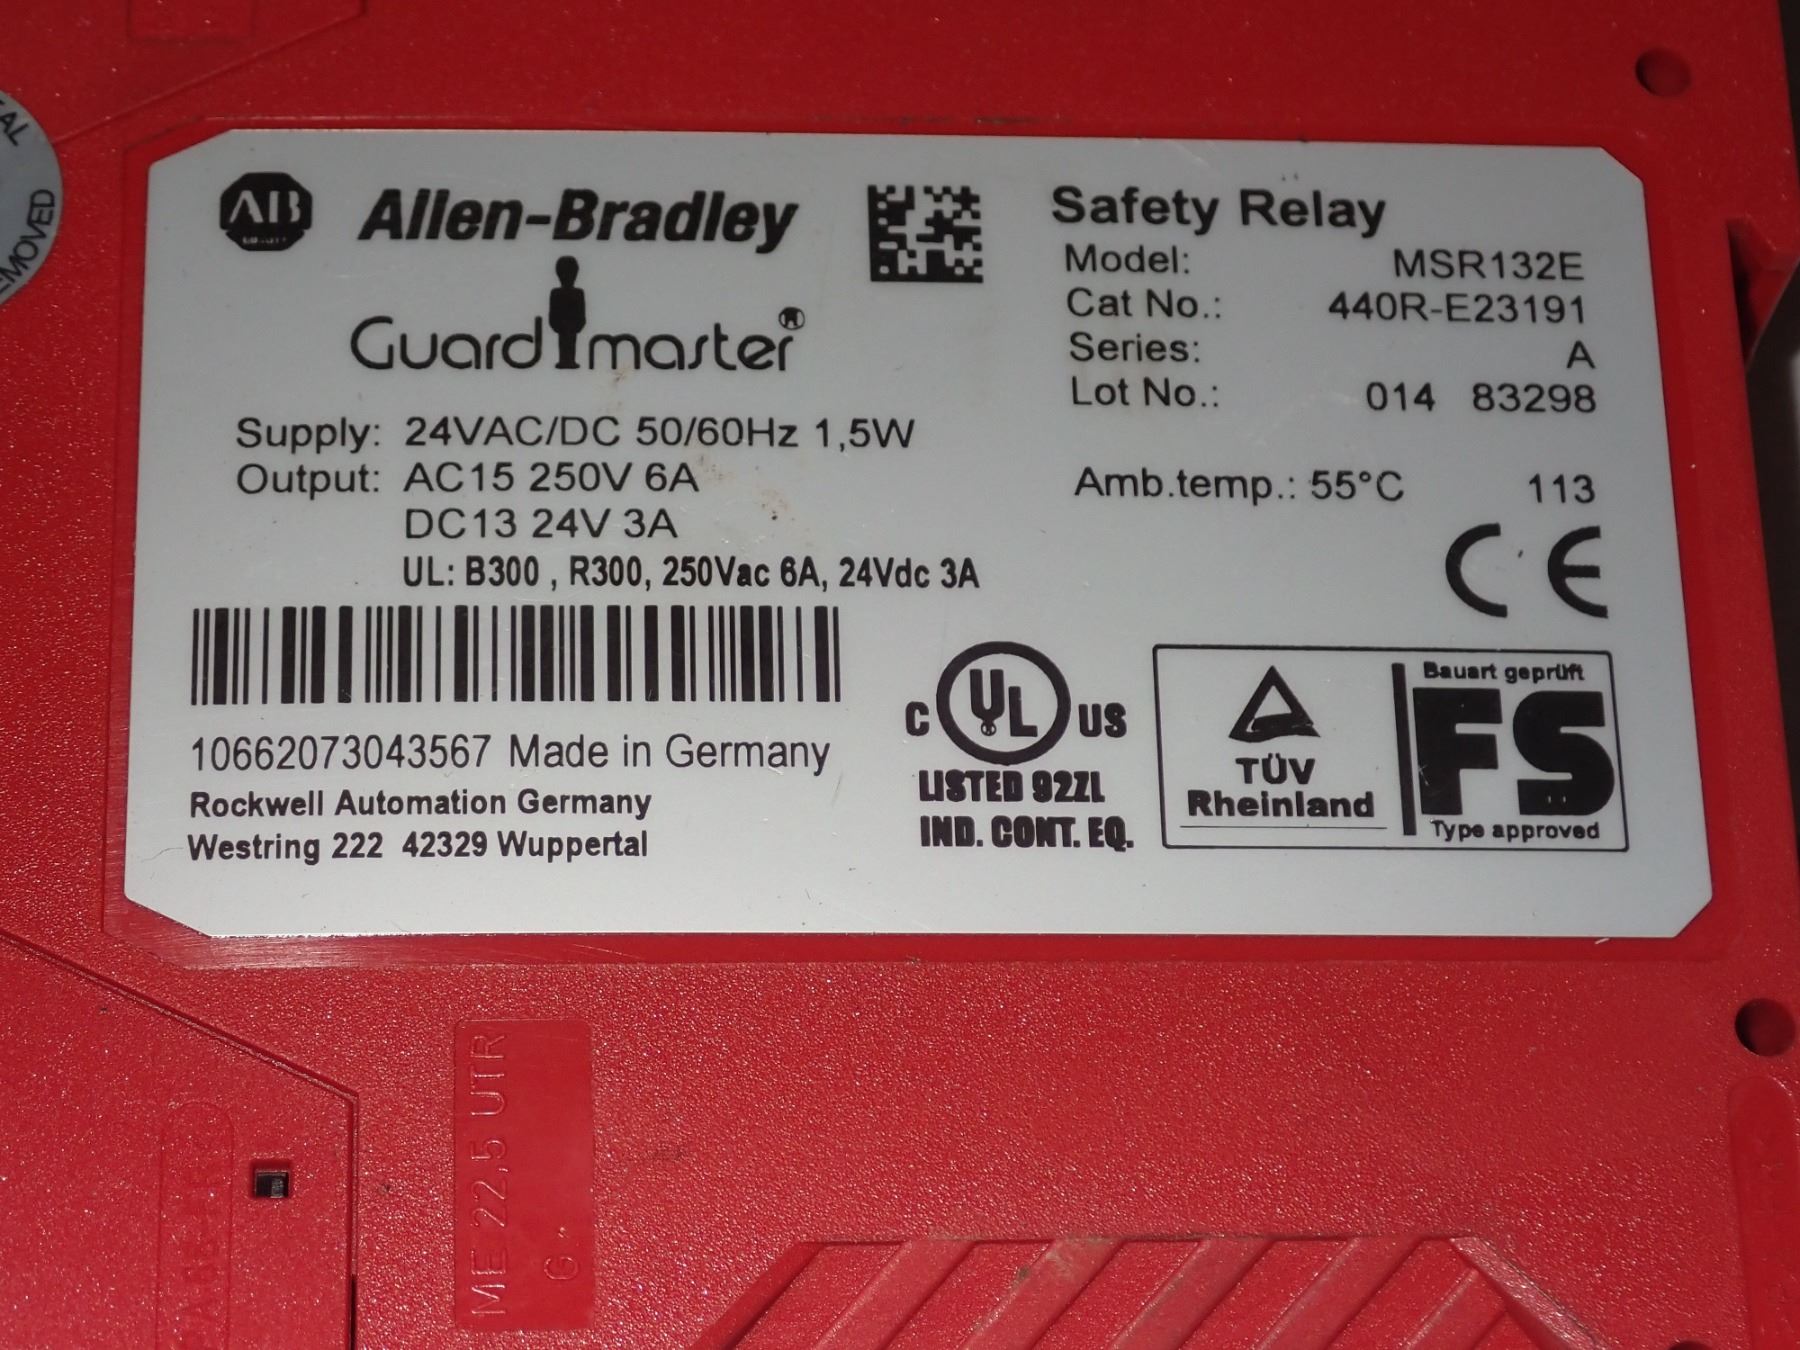 AL
EMOVED
AB
Allen-Bradley
Guardmaster®
Safety Relay
Model: MSR132E
Cat No.: 440R-E23191
Series: A
Lot No.: 014 83298
Supply: 24VAC/DC 50/60Hz 1,5W
Output: AC15 250V 6A
DC13 24V 3A
UL: B300 , R300, 250Vac 6A, 24Vdc 3A
Amb.temp.: 55°C 113
CE
10662073043567 Made in Germany
Rockwell Automation Germany
Westring 222 42329 Wuppertal
C UL US
LISTED 92ZL
IND. CONT. EQ.
TÜV
Rheinland
Bauart geprüft
FS
Type approved
ME 22,5 UTR
G